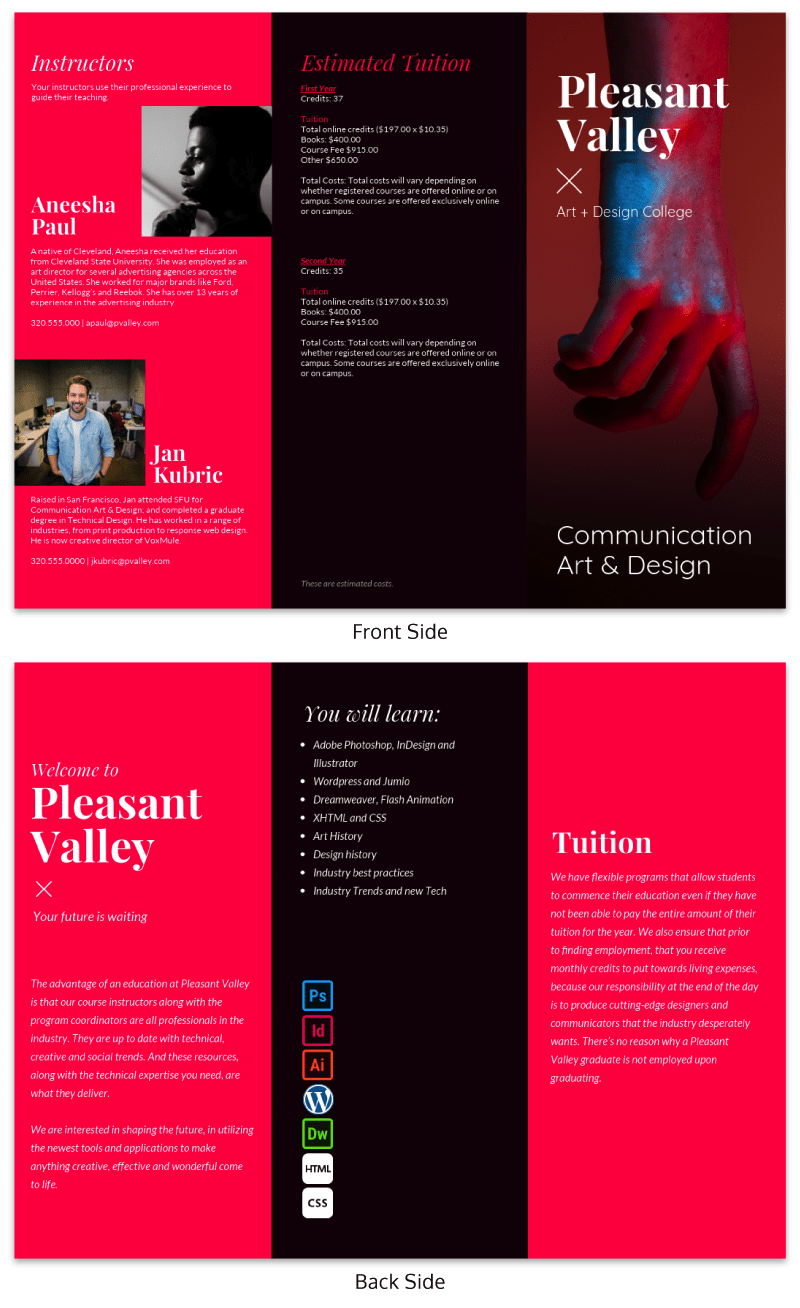 Instructors
Your instructors use their professional experience to
guide their teaching.
Aneesha
Paul
A native of Cleveland, Aneesha received her education
from Cleveland State University. She was employed as an
art director for several advertising agencies across the
United States. She worked for major brands like Ford,
Perrier, Kellogg's and Reebok. She has over 13 years of
experience in the advertising industry
320.555.000 | apaul@pvalley.com
Jan
Kubric
Raised in San Francisco, Jan attended SFU for
Communication Art & Design; and completed a graduate
degree in Technical Design. He has worked in a range of
industries, from print production to response web design.
He is now creative director of VoxMule.
320.555.0000 | jkubric@pvalley.com
Estimated Tuition
First Year
Credits: 37
Tuition
Total online credits ($197.00 x $10.35)
Books: $400.00
Course Fee $915.00
Other $650.00
Total Costs: Total costs will vary depending on
whether registered courses are offered online or on
campus. Some courses are offered exclusively online
or on campus.
Second Year
Credits: 35
Tuition
Total online credits ($197.00 x $10.35)
Books: $400.00
Course Fee $915.00
Total Costs: Total costs will vary depending on
whether registered courses are offered online or on
campus. Some courses are offered exclusively online
or on campus.
These are estimated costs.
Pleasant
Valley
Art + Design College
Communication
Art & Design
Front Side
Welcome to
Pleasant
Valley
Your future is waiting
The advantage of an education at Pleasant Valley
is that our course instructors along with the
program coordinators are all professionals in the
industry. They are up to date with technical,
creative and social trends. And these resources,
along with the technical expertise you need, are
what they deliver.
We are interested in shaping the future, in utilizing
the newest tools and applications to make
anything creative, effective and wonderful come
to life.
You will learn:
• Adobe Photoshop, InDesign and
Illustrator
• Wordpress and Jumio
• Dreamweaver, Flash Animation
• XHTML and CSS
• Art History
• Design history
• Industry best practices
• Industry Trends and new Tech
Ps
Id
Ai
W
Dw
HTML
CSS
Tuition
We have flexible programs that allow students
to commence their education even if they have
not been able to pay the entire amount of their
tuition for the year. We also ensure that prior
to finding employment, that you receive
monthly credits to put towards living expenses,
because our responsibility at the end of the day
is to produce cutting-edge designers and
communicators that the industry desperately
wants. There's no reason why a Pleasant
Valley graduate is not employed upon
graduating.
Back Side